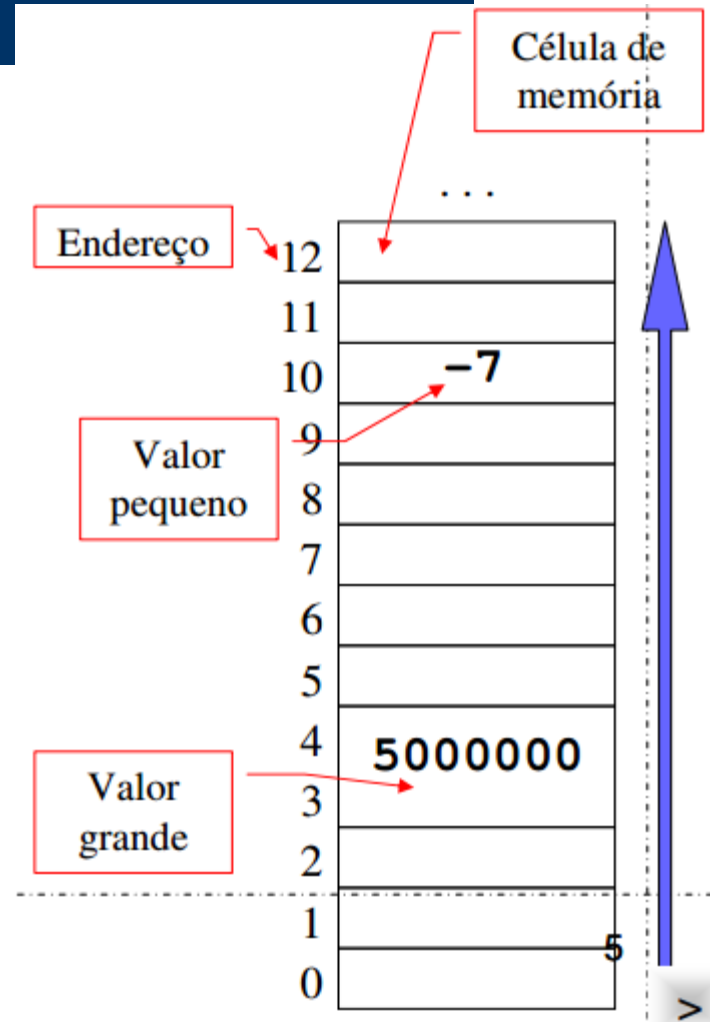 Célula de
memória
. . .
Endereço
12
11
10
-7
Valor
pequeno
9
8
7
6
5
4
5000000
Valor
grande
3
2
1
5
0
>